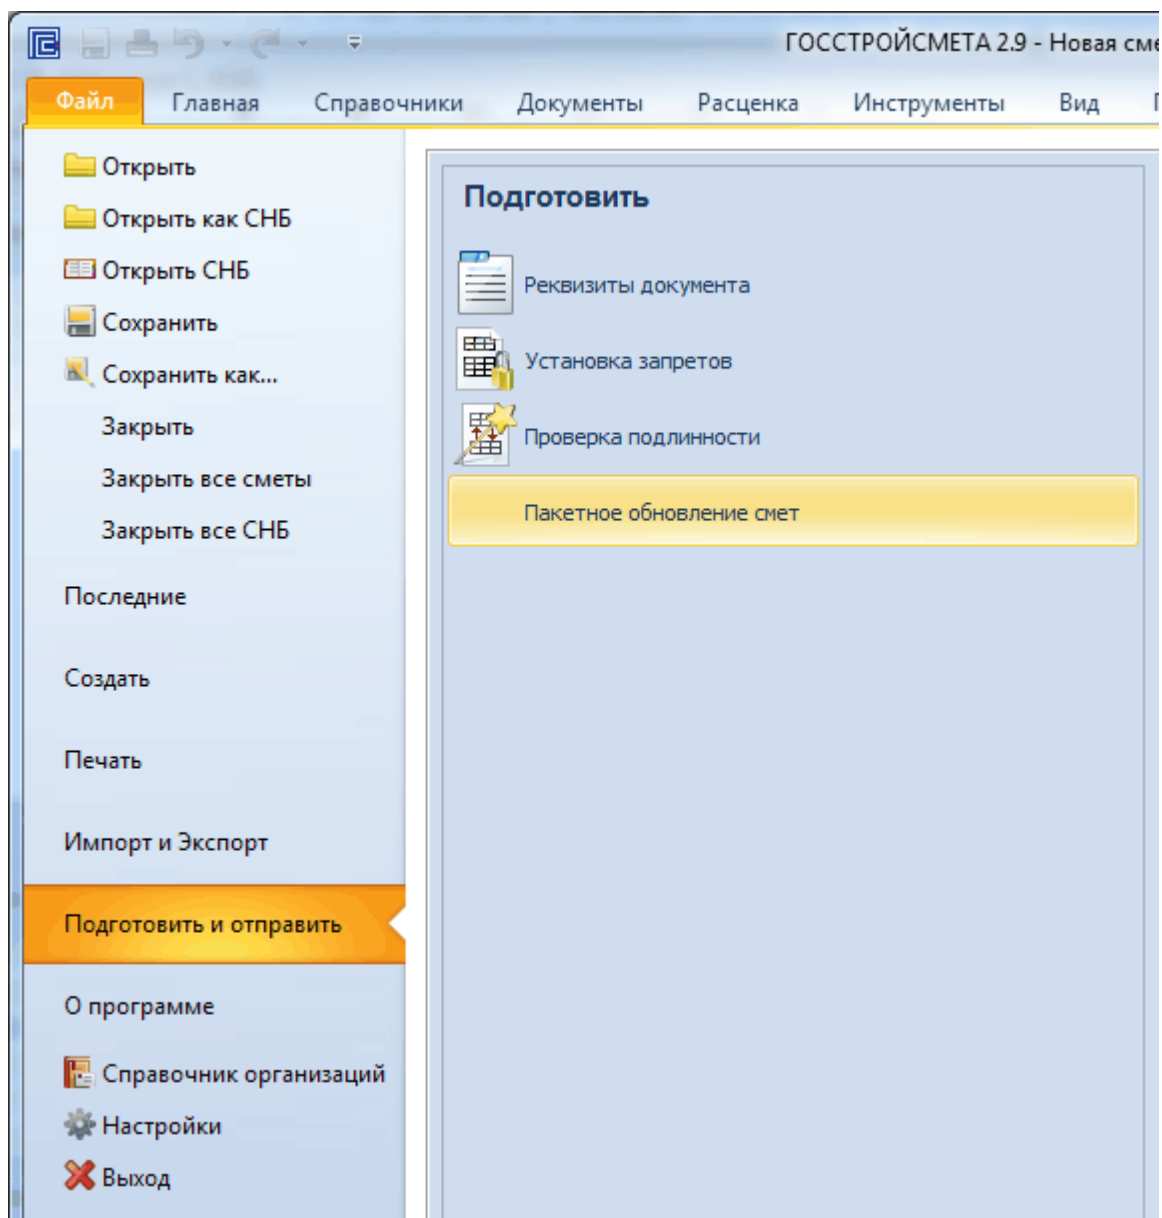 ГОССТРОЙСМЕТА 2.9 - Новая сме
Файл Главная Справочники Документы Расценка Инструменты Вид
Открыть
Открыть как СНБ
Открыть СНБ
Сохранить
Сохранить как...
Закрыть
Закрыть все сметы
Закрыть все СНБ
Последние
Создать
Печать
Импорт и Экспорт
Подготовить и отправить
О программе
Справочник организаций
Настройки
Выход
Подготовить
Реквизиты документа
Установка запретов
Проверка подлинности
Пакетное обновление смет